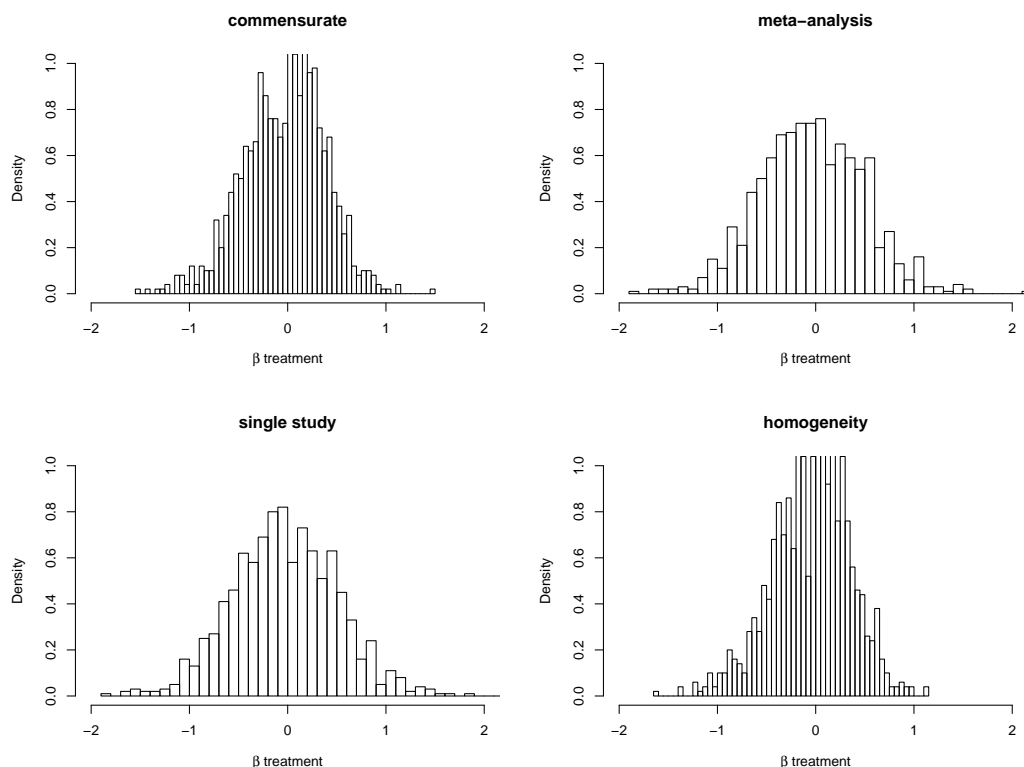 commensurate
Density
0.0 0.2 0.4 0.6 0.8 1.0
−2 −1 0 1 2
β treatment
meta−analysis
Density
0.0 0.2 0.4 0.6 0.8 1.0
−2 −1 0 1 2
β treatment
single study
Density
0.0 0.2 0.4 0.6 0.8 1.0
−2 −1 0 1 2
β treatment
homogeneity
Density
0.0 0.2 0.4 0.6 0.8 1.0
−2 −1 0 1 2
β treatment